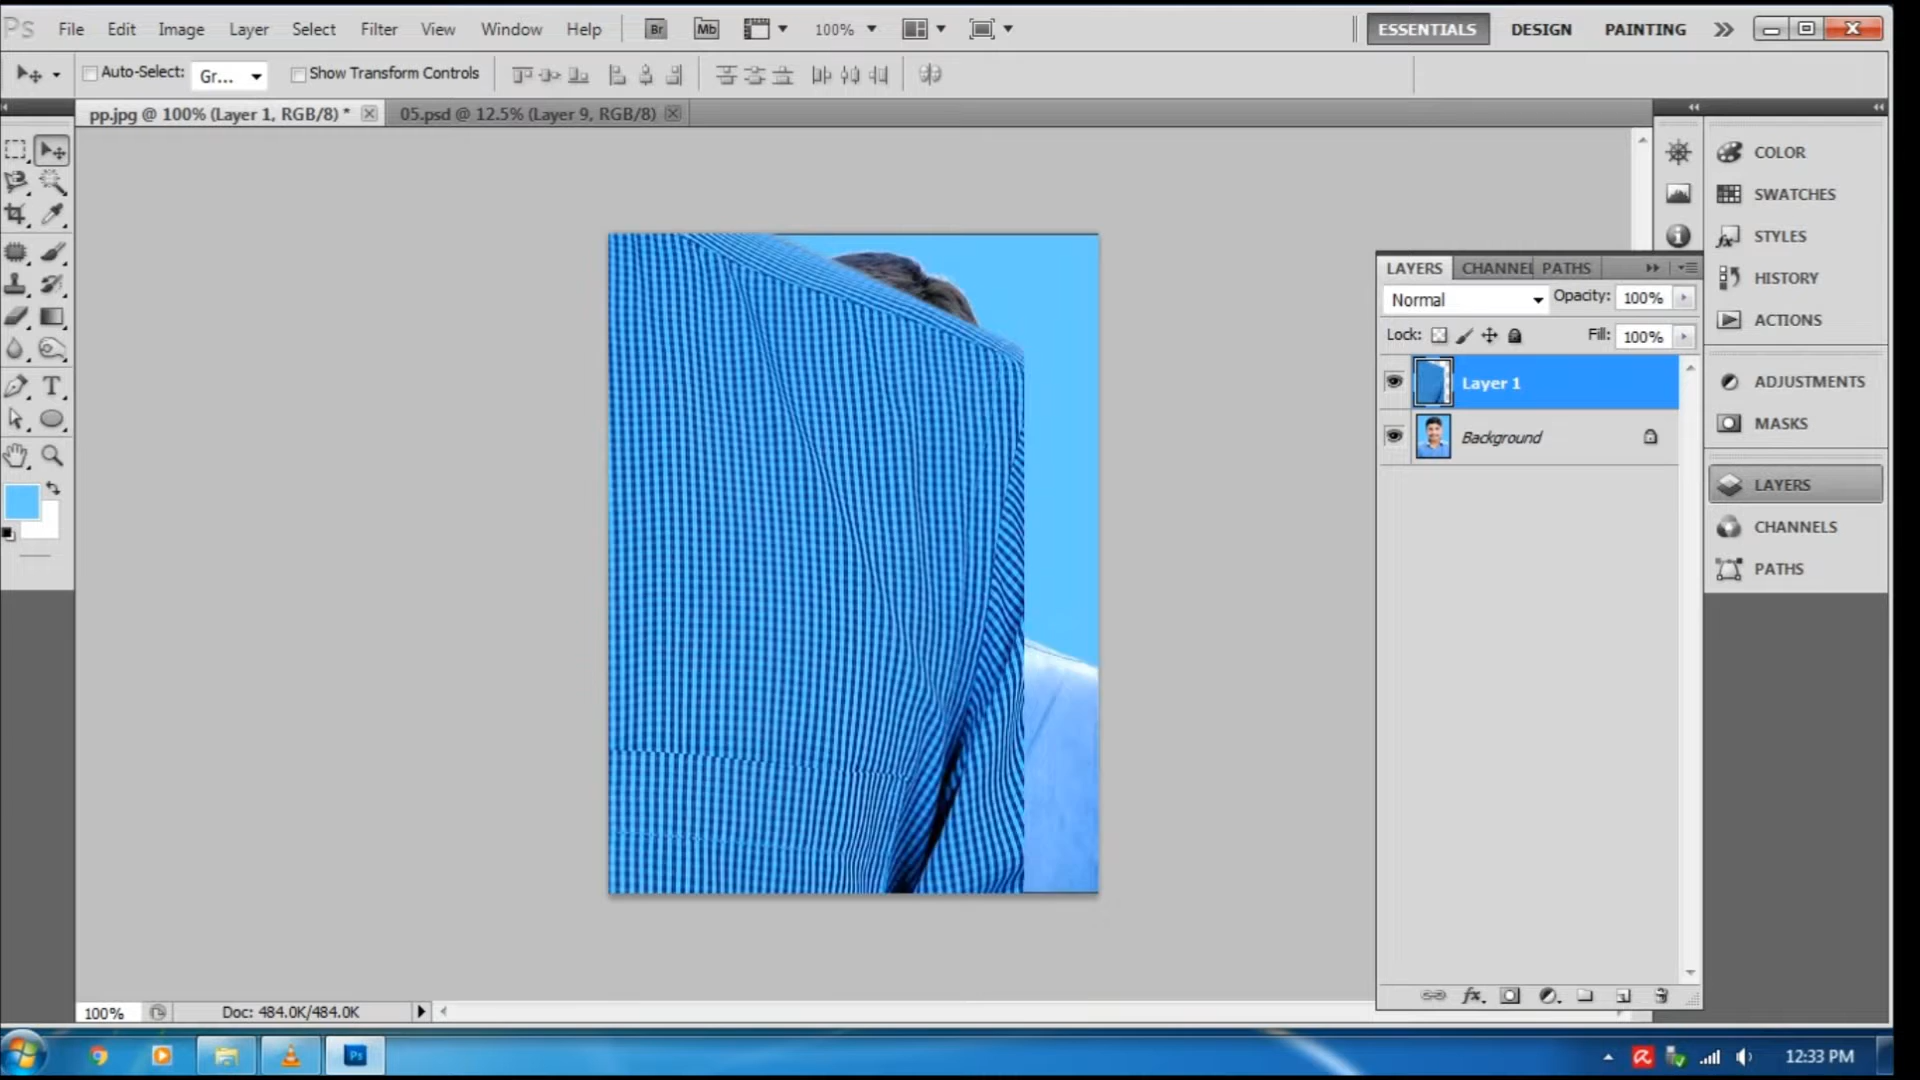 Ps File Edit Image Layer Select Filter View Window Help Br Mb 100% ESSENTIALS DESIGN PAINTING
Auto-Select: Gr... Show Transform Controls
pp.jpg @ 100% (Layer 1, RGB/8) * 05.psd @ 12.5% (Layer 9, RGB/8)
COLOR
SWATCHES
STYLES
HISTORY
ACTIONS
ADJUSTMENTS
MASKS
LAYERS
CHANNELS
PATHS
LAYERS CHANNEL PATHS
Normal Opacity: 100%
Lock: Fill: 100%
Layer 1
Background
fx
T
100% Doc: 484.0K/484.0K
Ps 12:33 PM